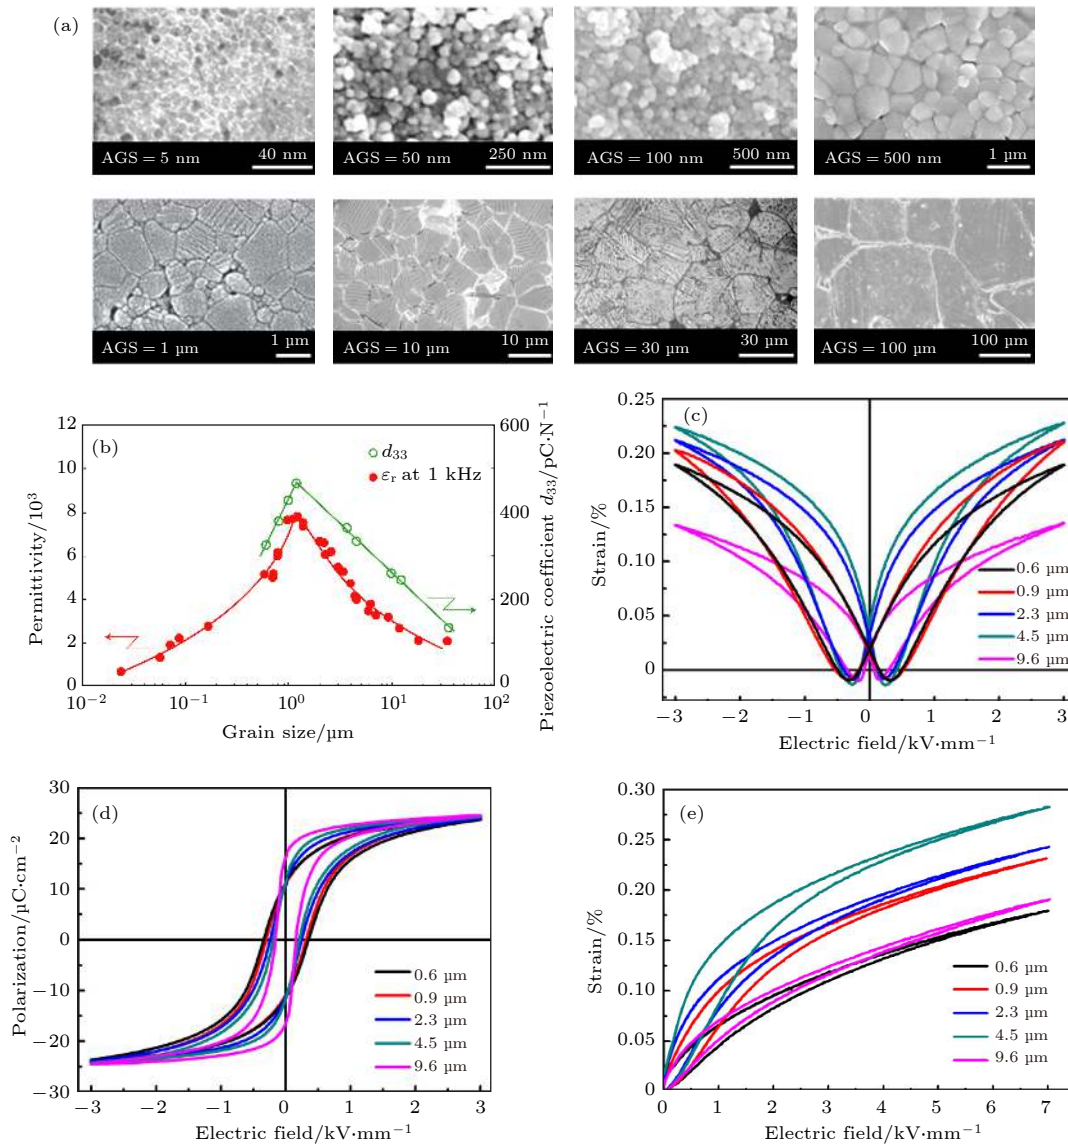 (a)
AGS = 5 nm 40 nm
AGS = 50 nm 250 nm
AGS = 100 nm 500 nm
AGS = 500 nm 1 µm
AGS = 1 µm 1 µm
AGS = 10 µm 10 µm
AGS = 30 µm 30 µm
AGS = 100 µm 100 µm
(b)
Permittivity/10³
12
10
8
6
4
2
0
d₃₃
εᵣ at 1 kHz
600
400
200
0
Piezoelectric coefficient d₃₃/pC·N⁻¹
10⁻² 10⁻¹ 10⁰ 10¹ 10²
Grain size/µm
(c)
Strain/%
0.25
0.20
0.15
0.10
0.05
0
0.6 µm
0.9 µm
2.3 µm
4.5 µm
9.6 µm
−3 −2 −1 0 1 2 3
Electric field/kV·mm⁻¹
(d)
Polarization/µC·cm⁻²
30
20
10
0
−10
−20
−30
0.6 µm
0.9 µm
2.3 µm
4.5 µm
9.6 µm
−3 −2 −1 0 1 2 3
Electric field/kV·mm⁻¹
(e)
Strain/%
0.30
0.25
0.20
0.15
0.10
0.05
0
0.6 µm
0.9 µm
2.3 µm
4.5 µm
9.6 µm
0 1 2 3 4 5 6 7
Electric field/kV·mm⁻¹